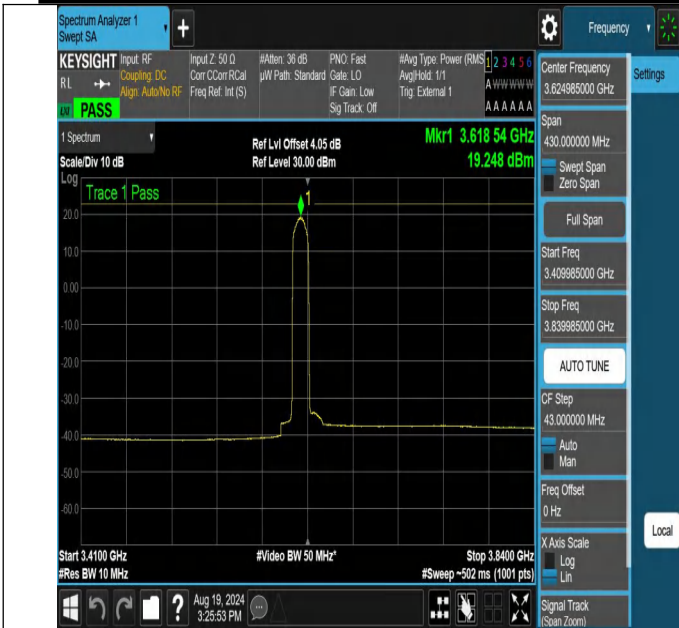 Spectrum Analyzer 1
Swept SA
+
Frequency
KEYSIGHT
RL
PASS
Input: RF
Coupling: DC
Align: Auto/No RF
Input Z: 50 Ω
Corr CCorr RCal
Freq Ref: Int (S)
#Atten: 36 dB
µW Path: Standard
PNO: Fast
Gate: LO
IF Gain: Low
Sig Track: Off
#Avg Type: Power (RMS
Avg|Hold: 1/1
Trig: External 1
1 2 3 4 5 6
A W W W W W
A A A A A A
1 Spectrum
Scale/Div 10 dB
Log
Ref Lvl Offset 4.05 dB
Ref Level 30.00 dBm
Mkr1 3.618 54 GHz
19.248 dBm
Trace 1 Pass
1
20.0
10.0
0.00
-10.0
-20.0
-30.0
-40.0
-50.0
-60.0
Start 3.4100 GHz
#Res BW 10 MHz
#Video BW 50 MHz*
Stop 3.8400 GHz
#Sweep ~502 ms (1001 pts)
?
Aug 19, 2024
3:25:53 PM
Center Frequency
3.624985000 GHz
Span
430.000000 MHz
Swept Span
Zero Span
Full Span
Start Freq
3.409985000 GHz
Stop Freq
3.839985000 GHz
AUTO TUNE
CF Step
43.000000 MHz
Auto
Man
Freq Offset
0 Hz
X Axis Scale
Log
Lin
Signal Track
(Span Zoom)
Settings
Local